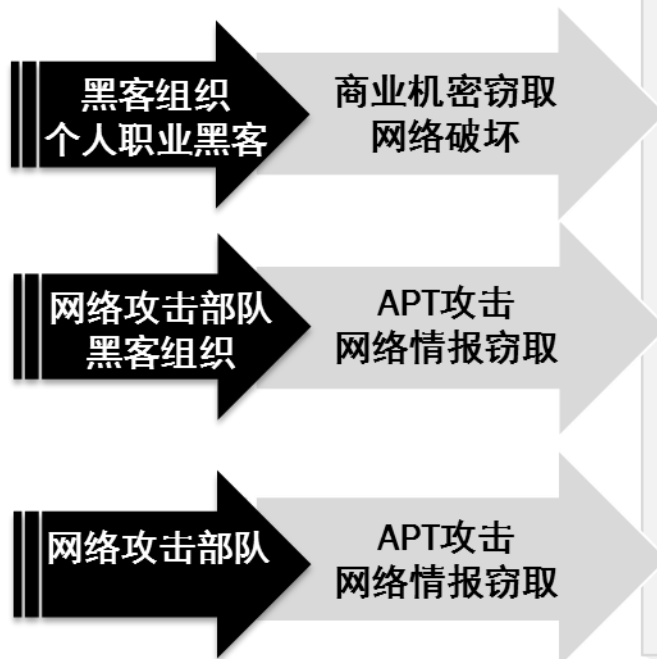 黑客组织
个人职业黑客
商业机密窃取
网络破坏
网络攻击部队
黑客组织
APT攻击
网络情报窃取
网络攻击部队
APT攻击
网络情报窃取